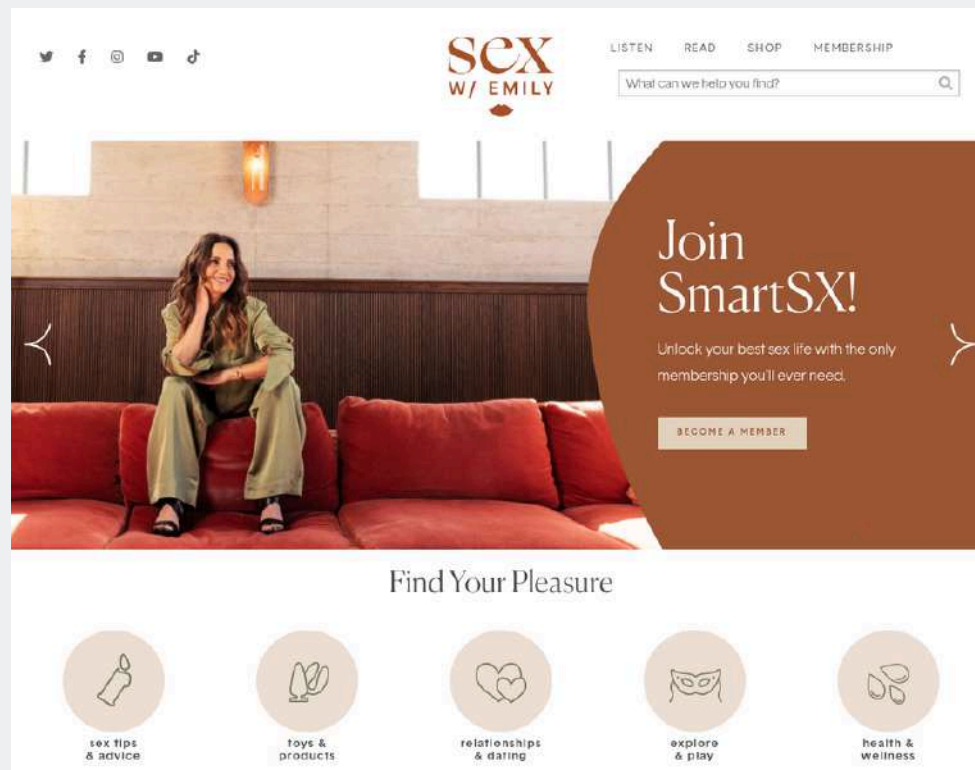 LISTEN READ SHOP MEMBERSHIP
sex
W/ EMILY
What can we help you find?
Join
SmartSX!
Unlock your best sex life with the only
membership you'll ever need.
BECOME A MEMBER
Find Your Pleasure
sex tips
& advice
toys &
products
relationships
& dating
explore
& play
health &
wellness